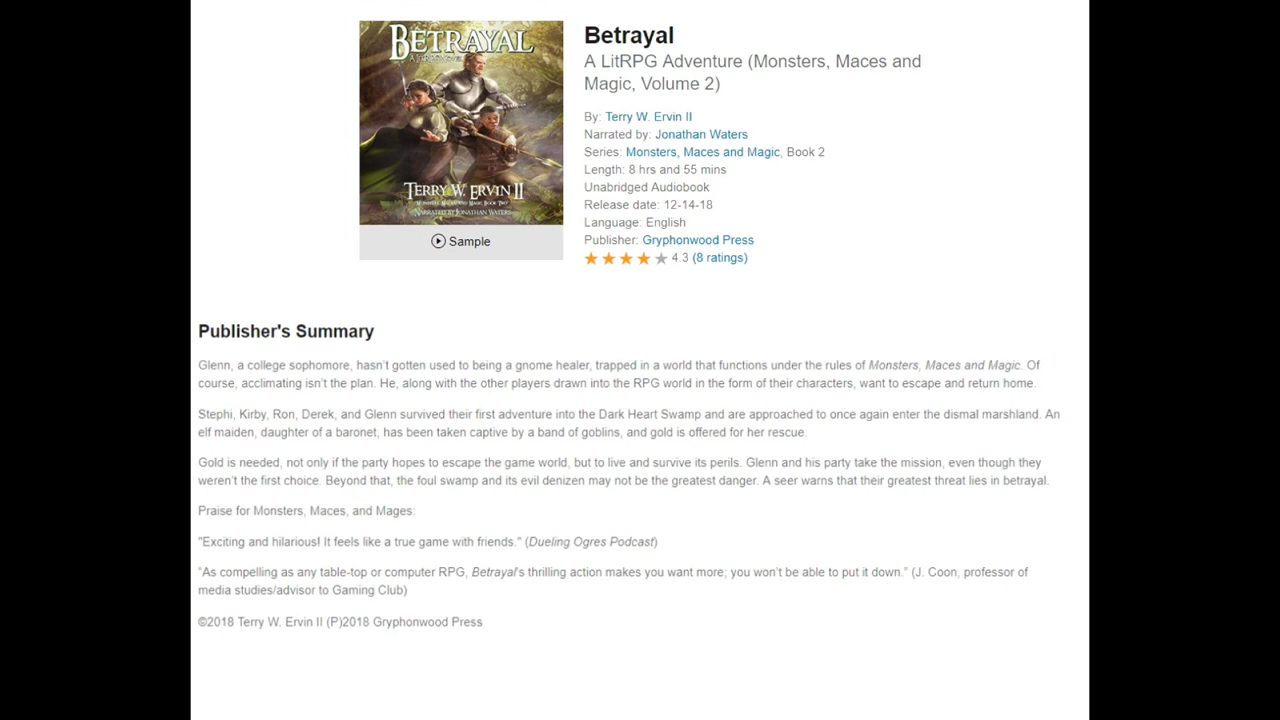 BETRAYAL
A LitRPG Novel
TERRY W. ERVIN II
MONSTERS, MACES AND MAGIC BOOK TWO
NARRATED BY JONATHAN WATERS
Sample
Betrayal
A LitRPG Adventure (Monsters, Maces and
Magic, Volume 2)
By: Terry W. Ervin II
Narrated by: Jonathan Waters
Series: Monsters, Maces and Magic, Book 2
Length: 8 hrs and 55 mins
Unabridged Audiobook
Release date: 12-14-18
Language: English
Publisher: Gryphonwood Press
4.3 (8 ratings)
Publisher's Summary
Glenn, a college sophomore, hasn’t gotten used to being a gnome healer, trapped in a world that functions under the rules of Monsters, Maces and Magic. Of
course, acclimating isn’t the plan. He, along with the other players drawn into the RPG world in the form of their characters, want to escape and return home.
Stephi, Kirby, Ron, Derek, and Glenn survived their first adventure into the Dark Heart Swamp and are approached to once again enter the dismal marshland. An
elf maiden, daughter of a baronet, has been taken captive by a band of goblins, and gold is offered for her rescue.
Gold is needed, not only if the party hopes to escape the game world, but to live and survive its perils. Glenn and his party take the mission, even though they
weren’t the first choice. Beyond that, the foul swamp and its evil denizen may not be the greatest danger. A seer warns that their greatest threat lies in betrayal.
Praise for Monsters, Maces, and Mages:
"Exciting and hilarious! It feels like a true game with friends." (Dueling Ogres Podcast)
“As compelling as any table-top or computer RPG, Betrayal’s thrilling action makes you want more; you won’t be able to put it down.” (J. Coon, professor of
media studies/advisor to Gaming Club)
©2018 Terry W. Ervin II (P)2018 Gryphonwood Press